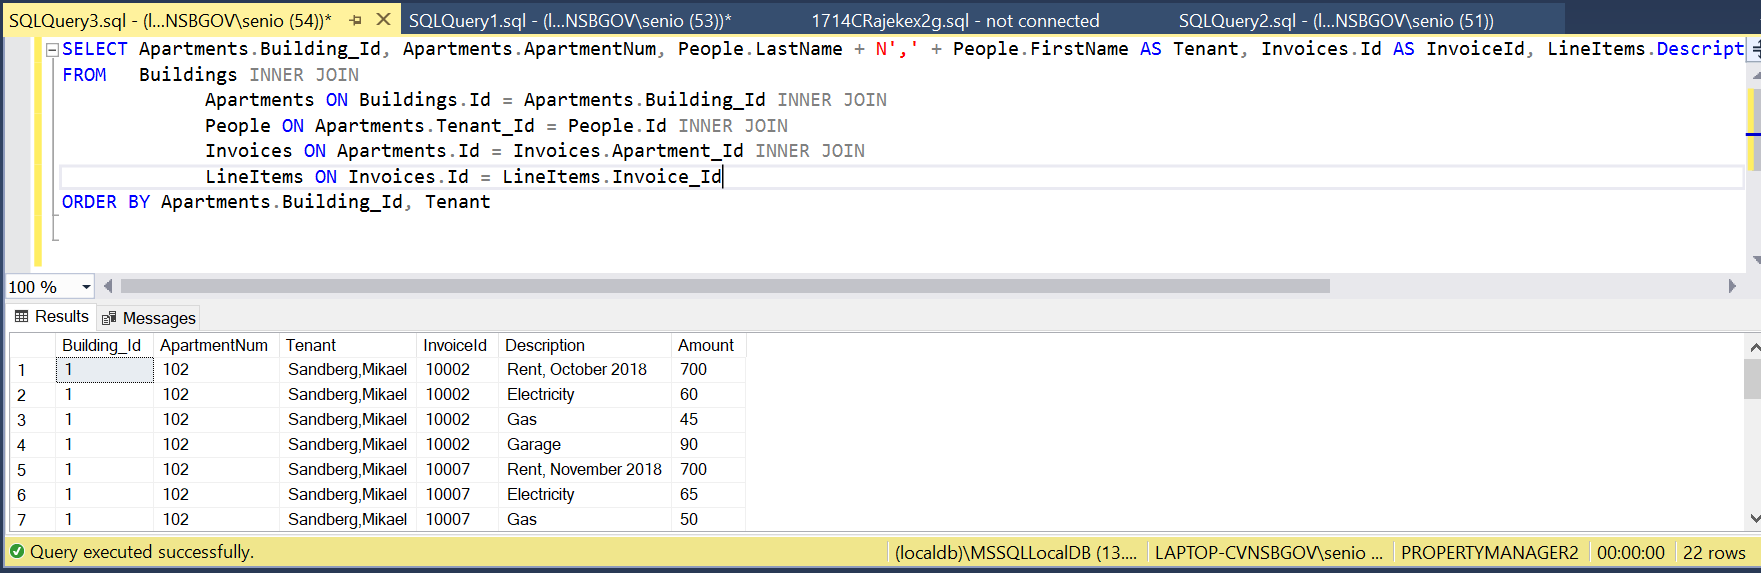 SQLQuery3.sql - (l...NSBGOV\senio (54))* SQLQuery1.sql - (l...NSBGOV\senio (53))* 1714CRajekex2g.sql - not connected SQLQuery2.sql - (l...NSBGOV\senio (51))
SELECT Apartments.Building_Id, Apartments.ApartmentNum, People.LastName + N',' + People.FirstName AS Tenant, Invoices.Id AS InvoiceId, LineItems.Descript
FROM Buildings INNER JOIN
Apartments ON Buildings.Id = Apartments.Building_Id INNER JOIN
People ON Apartments.Tenant_Id = People.Id INNER JOIN
Invoices ON Apartments.Id = Invoices.Apartment_Id INNER JOIN
LineItems ON Invoices.Id = LineItems.Invoice_Id
ORDER BY Apartments.Building_Id, Tenant
100 %
Results Messages
Building_Id ApartmentNum Tenant InvoiceId Description Amount
1 1 102 Sandberg,Mikael 10002 Rent, October 2018 700
2 1 102 Sandberg,Mikael 10002 Electricity 60
3 1 102 Sandberg,Mikael 10002 Gas 45
4 1 102 Sandberg,Mikael 10002 Garage 90
5 1 102 Sandberg,Mikael 10007 Rent, November 2018 700
6 1 102 Sandberg,Mikael 10007 Electricity 65
7 1 102 Sandberg,Mikael 10007 Gas 50
Query executed successfully. (localdb)\MSSQLLocalDB (13.... LAPTOP-CVNSBGOV\senio ... PROPERTYMANAGER2 00:00:00 22 rows